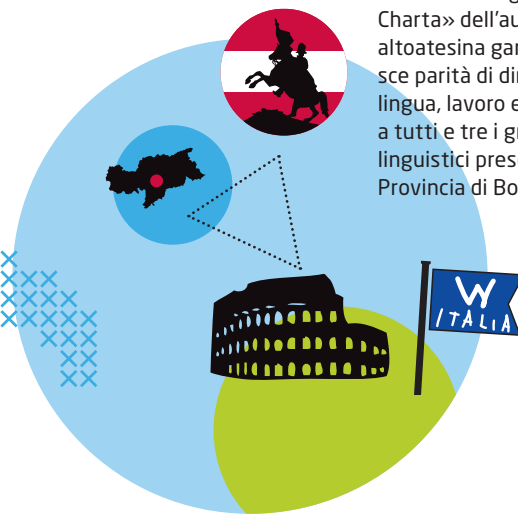 Charta» dell'au
altoatesina gar
sce parità di dir
lingua, lavoro e
a tutti e tre i g
linguistici pres
Provincia di Bo
W
ITALIA